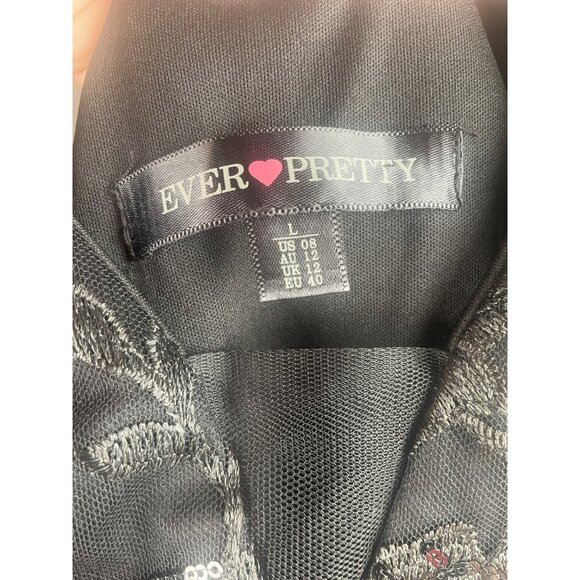 EVER PRETTY
L
US 08
AU 12
UK 12
EU 40